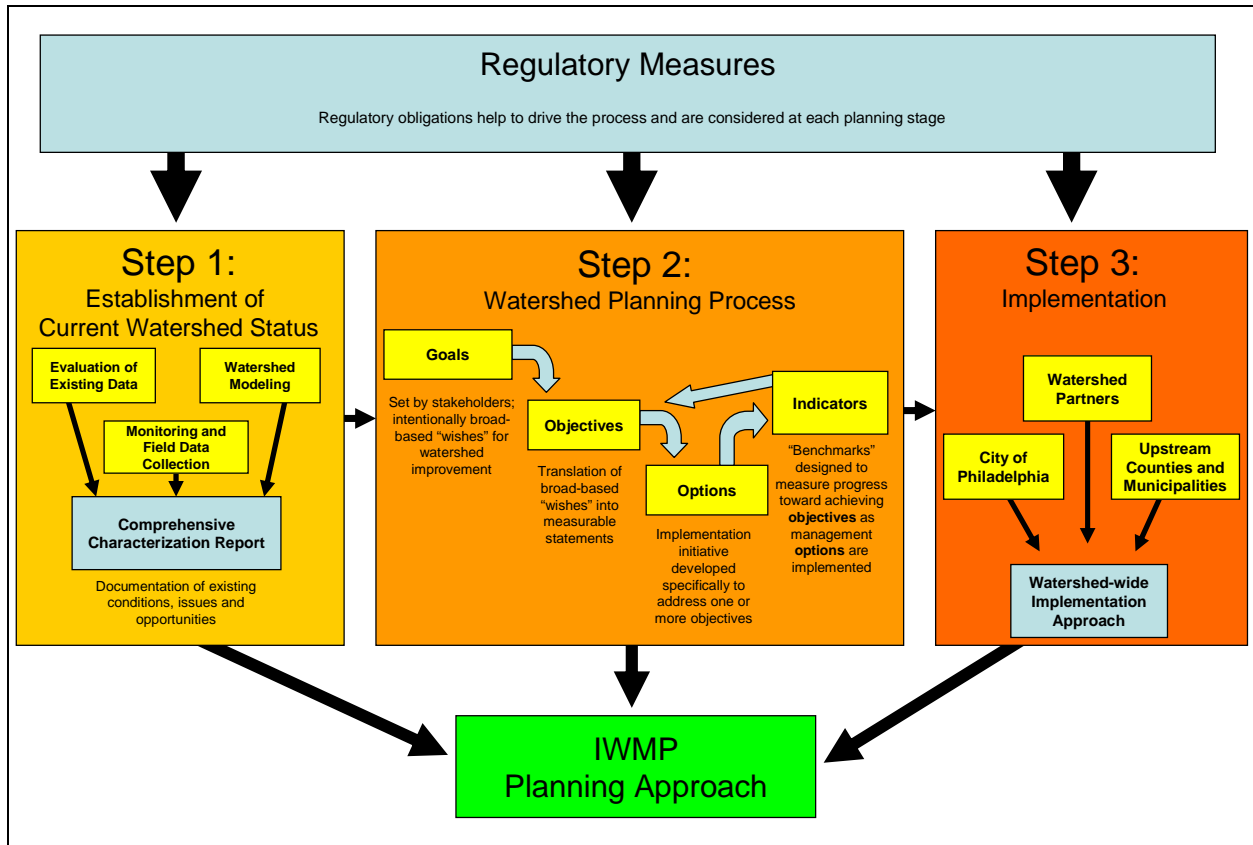 Regulatory Measures
Regulatory obligations help to drive the process and are considered at each planning stage
Step 1:
Establishment of
Current Watershed Status
Evaluation of
Existing Data
Watershed
Modeling
Monitoring and
Field Data
Collection
Comprehensive
Characterization Report
Documentation of existing
conditions, issues and
opportunities
Step 2:
Watershed Planning Process
Goals
Set by stakeholders;
intentionally broad-
based “wishes” for
watershed
improvement
Objectives
Translation of
broad-based
“wishes” into
measurable
statements
Options
Implementation
initiative
developed
specifically to
address one or
more objectives
Indicators
“Benchmarks”
designed to
measure progress
toward achieving
objectives as
management
options are
implemented
Step 3:
Implementation
Watershed
Partners
City of
Philadelphia
Upstream
Counties and
Municipalities
Watershed-wide
Implementation
Approach
IWMP
Planning Approach